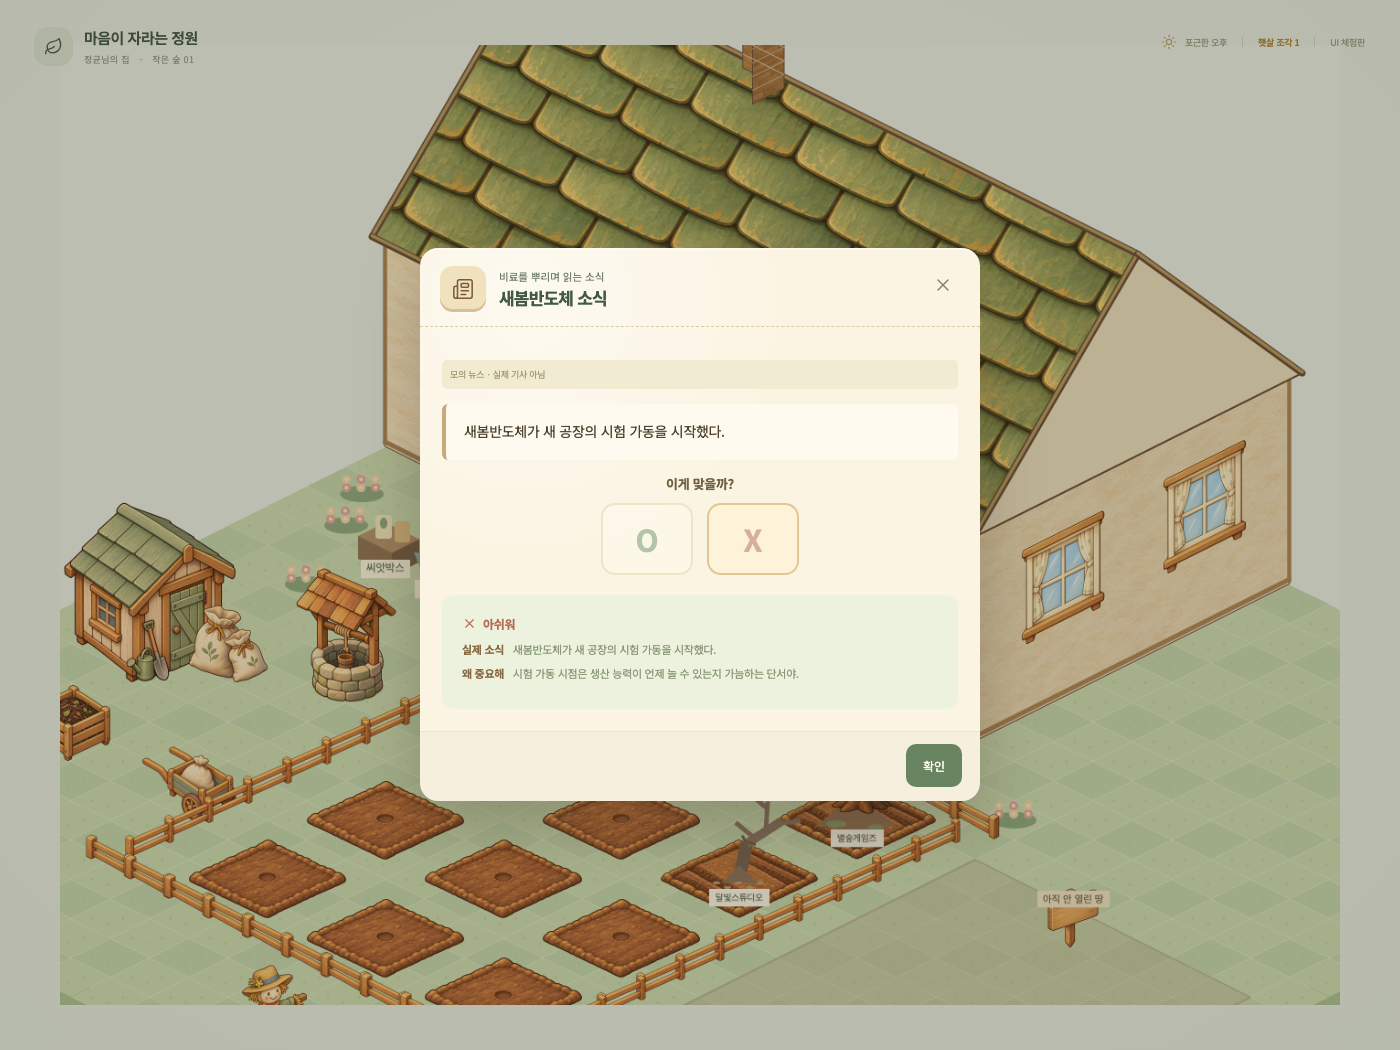 마음이 자라는 정원
정균님의 집 · 작은 숲 01
포근한 오후
햇살 조각 1
UI 체험판
비료를 뿌리며 읽는 소식
새봄반도체 소식
모의 뉴스 · 실제 기사 아님
새봄반도체가 새 공장의 시험 가동을 시작했다.
이게 맞을까?
O X
아쉬워
실제 소식 새봄반도체가 새 공장의 시험 가동을 시작했다.
왜 중요해 시험 가동 시점은 생산 능력이 언제 늘 수 있는지 가늠하는 단서야.
확인
씨앗박스
별숲게임즈
달빛스튜디오
아직 안 열린 땅